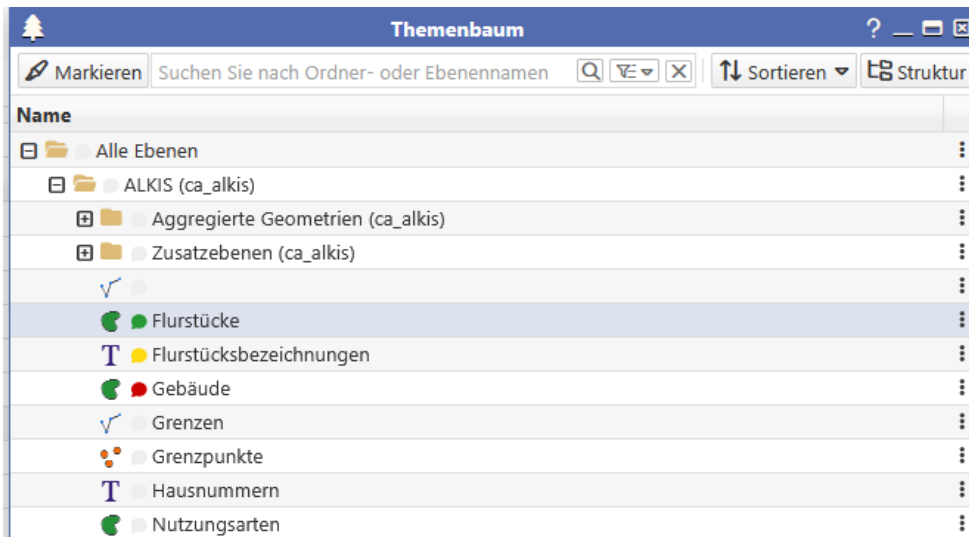 Themenbaum ?
Markieren Suchen Sie nach Ordner- oder Ebenennamen Sortieren Struktur
Name
Alle Ebenen
ALKIS (ca_alkis)
Aggregierte Geometrien (ca_alkis)
Zusatzebenen (ca_alkis)
Flurstücke
T Flurstücksbezeichnungen
Gebäude
Grenzen
Grenzpunkte
T Hausnummern
Nutzungsarten